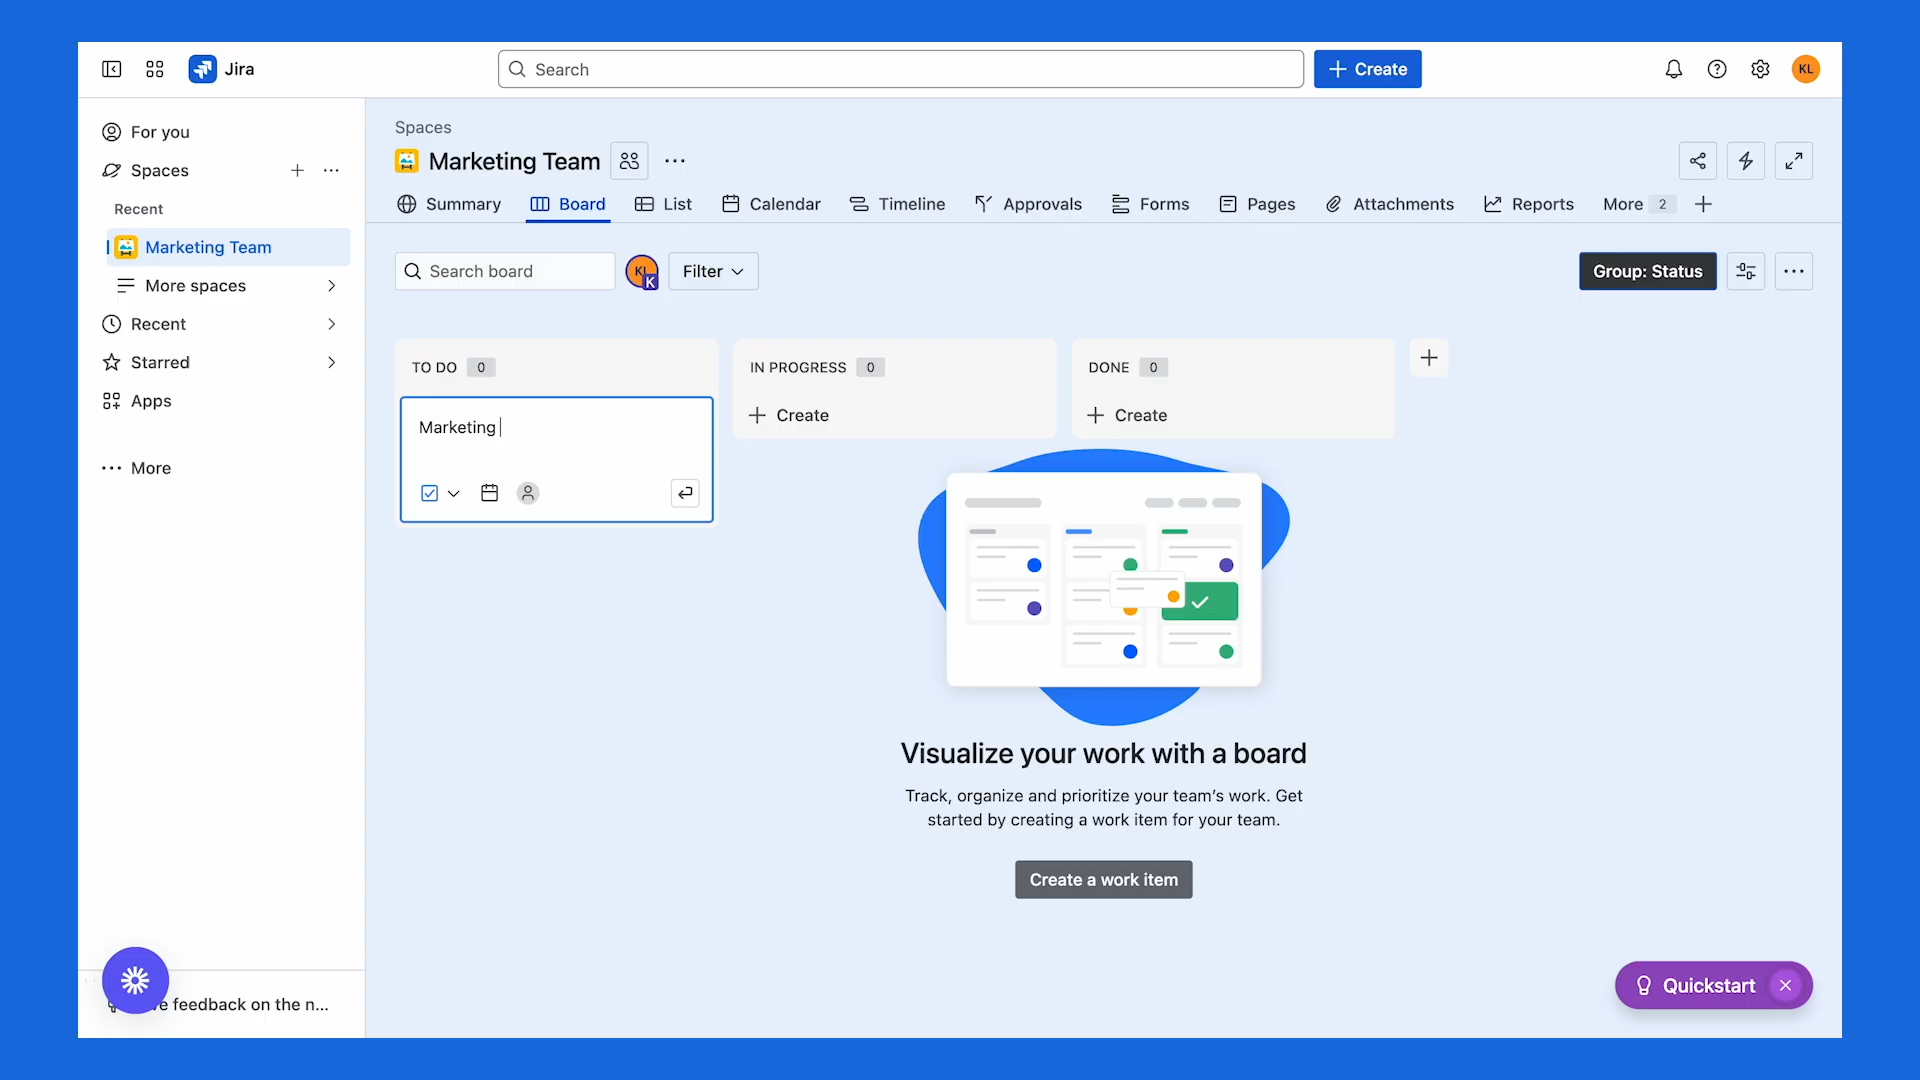 Jira
Search
Create
KL
For you
Spaces
Recent
Marketing Team
More spaces
Recent
Starred
Apps
More
feedback on the n...
Spaces
Marketing Team
Summary
Board
List
Calendar
Timeline
Approvals
Forms
Pages
Attachments
Reports
More 2
Search board
KL
K
Filter
Group: Status
TO DO 0
Marketing
IN PROGRESS 0
Create
DONE 0
Create
Visualize your work with a board
Track, organize and prioritize your team's work. Get
started by creating a work item for your team.
Create a work item
Quickstart